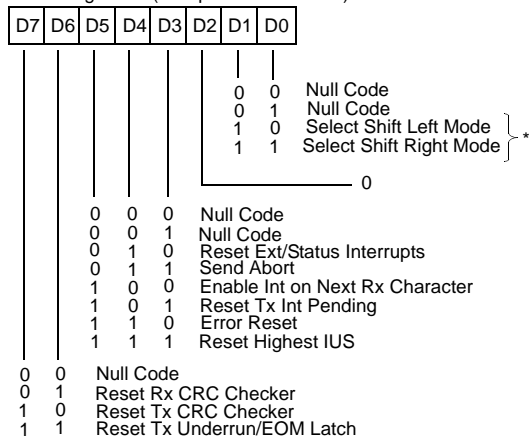 D7 D6 D5 D4 D3 D2 D1 D0
0 0 Null Code
0 1 Null Code
1 0 Select Shift Left Mode
1 1 Select Shift Right Mode
*
0
0 0 0 Null Code
0 0 1 Null Code
0 1 0 Reset Ext/Status Interrupts
0 1 1 Send Abort
1 0 0 Enable Int on Next Rx Character
1 0 1 Reset Tx Int Pending
1 1 0 Error Reset
1 1 1 Reset Highest IUS
0 0 Null Code
0 1 Reset Rx CRC Checker
1 0 Reset Tx CRC Checker
1 1 Reset Tx Underrun/EOM Latch